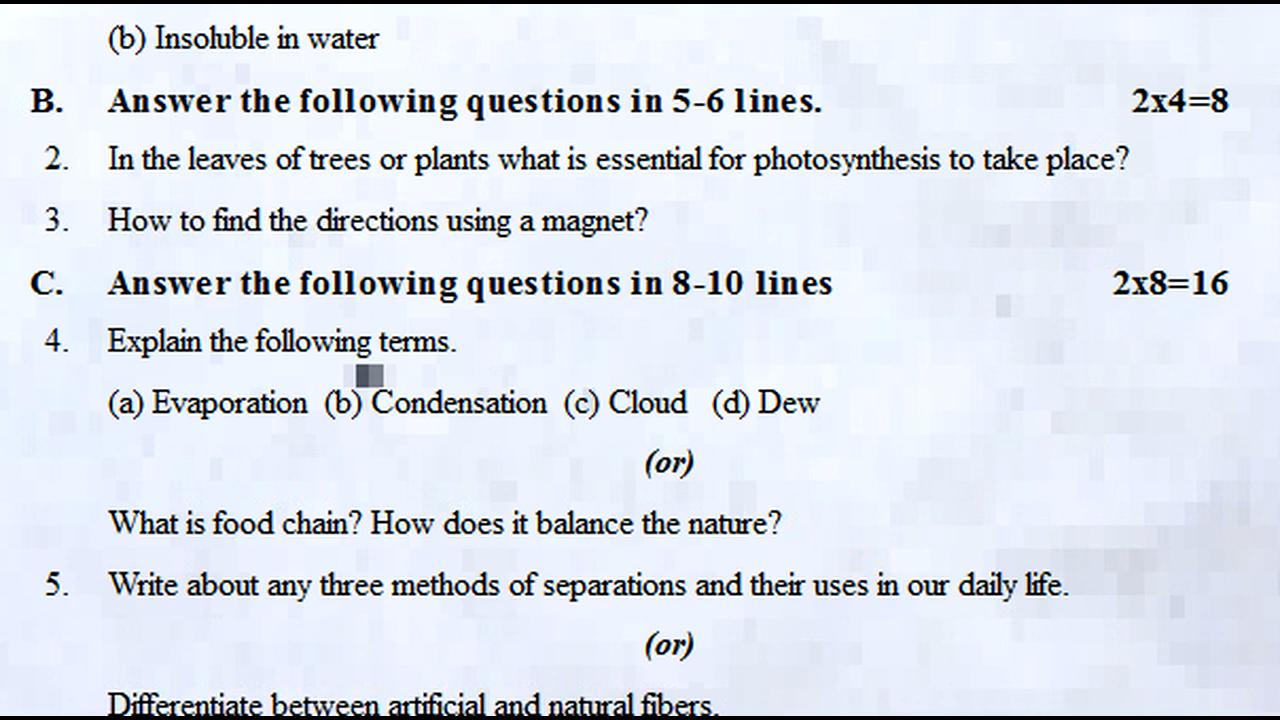 (b) Insoluble in water
B. Answer the following questions in 5-6 lines. 2x4=8
2. In the leaves of trees or plants what is essential for photosynthesis to take place?
3. How to find the directions using a magnet?
C. Answer the following questions in 8-10 lines 2x8=16
4. Explain the following terms.
(a) Evaporation (b) Condensation (c) Cloud (d) Dew
(or)
What is food chain? How does it balance the nature?
5. Write about any three methods of separations and their uses in our daily life.
(or)
Differentiate between artificial and natural fibers.